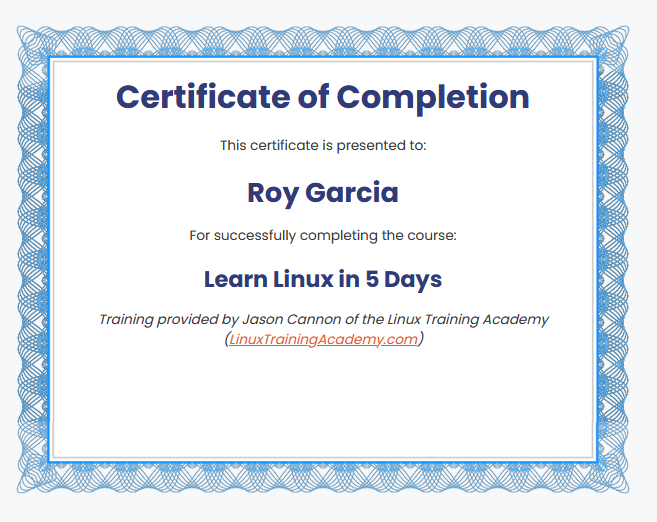 Certificate of Completion
This certificate is presented to:
Roy Garcia
For successfully completing the course:
Learn Linux in 5 Days
Training provided by Jason Cannon of the Linux Training Academy
(LinuxTrainingAcademy.com)